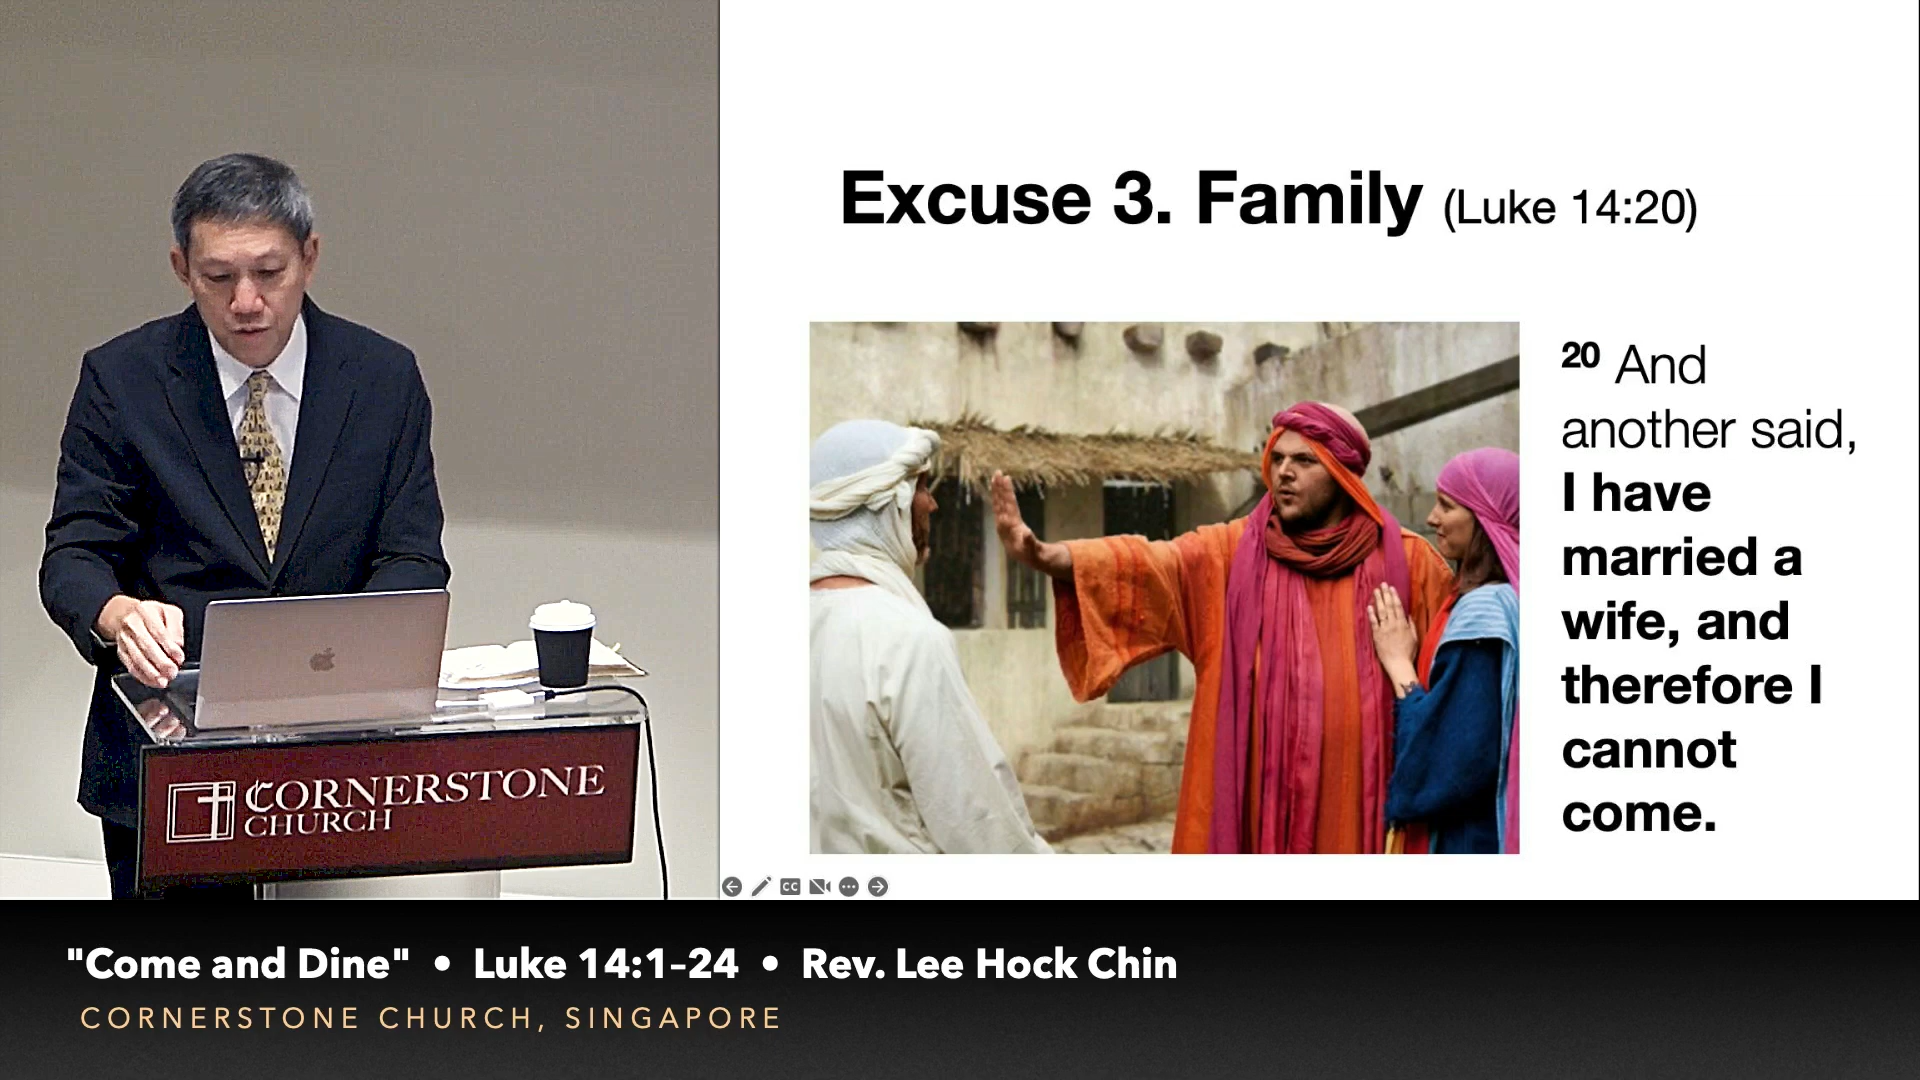 Excuse 3. Family (Luke 14:20)
20 And
another said,
I have
married a
wife, and
therefore I
cannot
come.
CORNERSTONE
CHURCH
CC
"Come and Dine" • Luke 14:1–24 • Rev. Lee Hock Chin
CORNERSTONE CHURCH, SINGAPORE